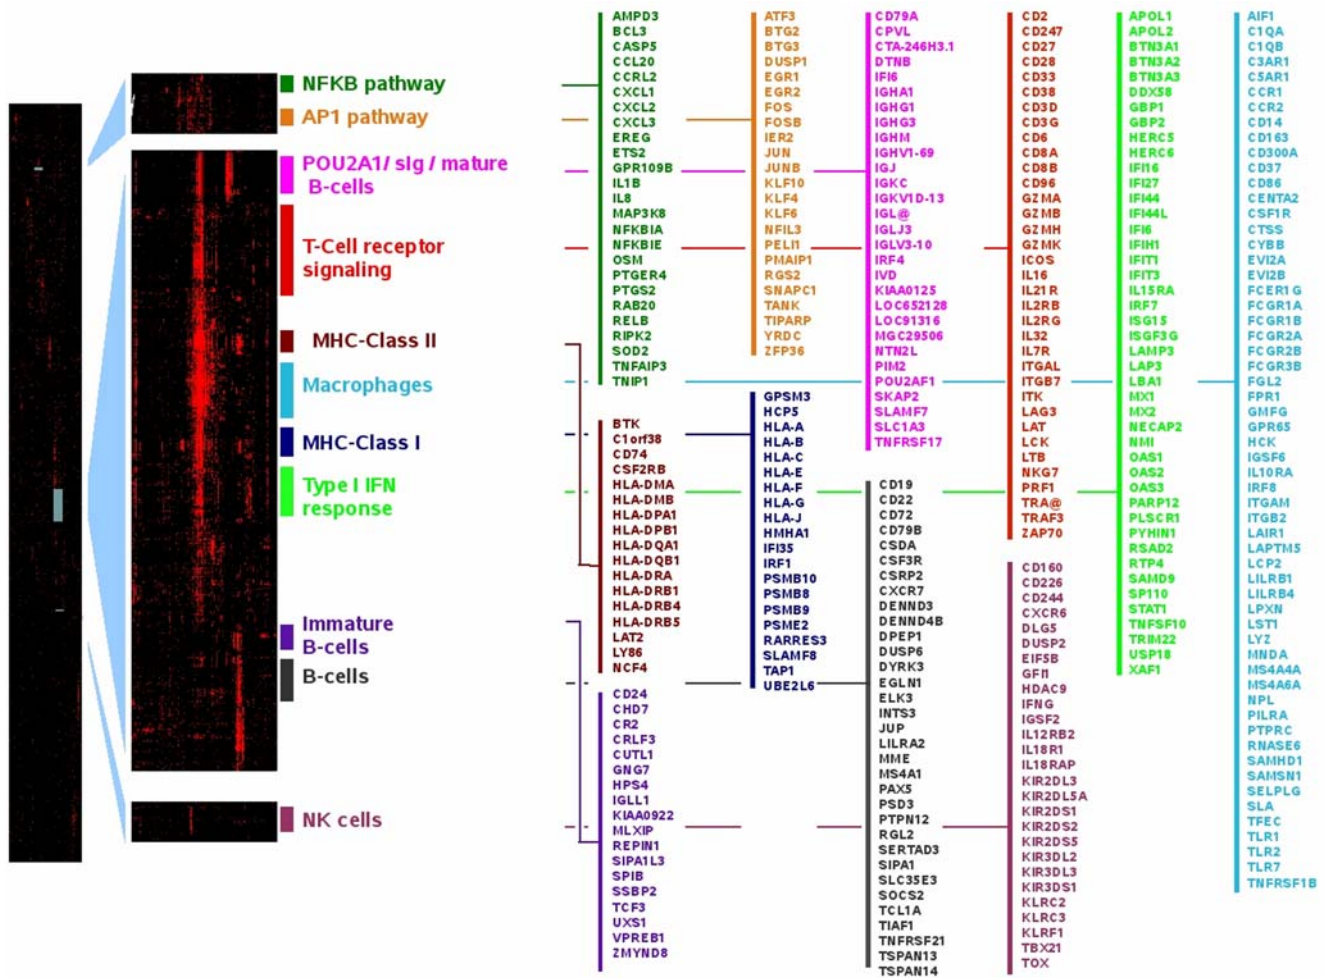 NFKB pathway
AP1 pathway
POU2A1/ sIg / mature
B-cells
T-Cell receptor
signaling
MHC-Class II
Macrophages
MHC-Class I
Type I IFN
response
Immature
B-cells
B-cells
NK cells
AMPD3
BCL3
CASP5
CCL20
CCRL2
CXCL1
CXCL2
CXCL3
EREG
ETS2
GPR109B
IL1B
IL8
MAP3K8
NFKBIA
NFKBIE
OSM
PTGER4
PTGS2
RAB20
RELB
RIPK2
SOD2
TNFAIP3
TNIP1
BTK
C1orf38
CD74
CSF2RB
HLA-DMA
HLA-DMB
HLA-DPA1
HLA-DPB1
HLA-DQA1
HLA-DQB1
HLA-DRA
HLA-DRB1
HLA-DRB4
HLA-DRB5
LAT2
LY86
NCF4
CD24
CHD7
CR2
CRLF3
CUTL1
GNG7
HPS4
IGLL1
KIAA0922
MLXIP
REPIN1
SIPA1L3
SPIB
SSBP2
TCF3
UXS1
VPREB1
ZMYND8
ATF3
BTG2
BTG3
DUSP1
EGR1
EGR2
FOS
FOSB
IER2
JUN
JUNB
KLF10
KLF4
KLF6
NFIL3
PELI1
PMAIP1
RGS2
SNAPC1
TANK
TIPARP
YRDC
ZFP36
GPSM3
HCP5
HLA-A
HLA-B
HLA-C
HLA-E
HLA-F
HLA-G
HLA-J
HMHA1
IFI35
IRF1
PSMB10
PSMB8
PSMB9
PSME2
RARRES3
SLAMF8
TAP1
UBE2L6
CD79A
CPVL
CTA-246H3.1
DTNB
IFI6
IGHA1
IGHG1
IGHG3
IGHM
IGHV1-69
IGJ
IGKC
IGKV1D-13
IGL@
IGLJ3
IGLV3-10
IRF4
IVD
KIAA0125
LOC652128
LOC91316
MGC29506
NTN2L
PIM2
POU2AF1
SKAP2
SLAMF7
SLC1A3
TNFRSF17
CD19
CD22
CD72
CD79B
CSDA
CSF3R
CSRP2
CXCR7
DENND3
DENND4B
DPEP1
DUSP6
DYRK3
EGLN1
ELK3
INTS3
JUP
LILRA2
MME
MS4A1
PAX5
PSD3
PTPN12
RGL2
SERTAD3
SIPA1
SLC35E3
SOCS2
TCL1A
TIAF1
TNFRSF21
TSPAN13
TSPAN14
CD2
CD247
CD27
CD28
CD33
CD38
CD3D
CD3G
CD6
CD8A
CD8B
CD96
GZMA
GZMB
GZMH
GZMK
ICOS
IL16
IL21R
IL2RB
IL2RG
IL32
IL7R
ITGAL
ITGB7
ITK
LAG3
LAT
LCK
LTB
NKG7
PRF1
TRA@
TRAF3
ZAP70
CD160
CD226
CD244
CXCR6
DLG5
DUSP2
EIF5B
GFI1
HDAC9
IFNG
IGSF2
IL12RB2
IL18R1
IL18RAP
KIR2DL3
KIR2DL5A
KIR2DS1
KIR2DS2
KIR2DS5
KIR3DL2
KIR3DL3
KIR3DS1
KLRC2
KLRC3
KLRF1
TBX21
TOX
APOL1
APOL2
BTN3A1
BTN3A2
BTN3A3
DDX58
GBP1
GBP2
HERC5
HERC6
IFI16
IFI27
IFI44
IFI44L
IFI6
IFIH1
IFIT1
IFIT3
IL15RA
IRF7
ISG15
ISGF3G
LAMP3
LAP3
LBA1
MX1
MX2
NECAP2
NMI
OAS1
OAS2
OAS3
PARP12
PLSCR1
PYHIN1
RSAD2
RTP4
SAMD9
SP110
STAT1
TNFSF10
TRIM22
USP18
XAF1
AIF1
C1QA
C1QB
C3AR1
C5AR1
CCR1
CCR2
CD14
CD163
CD300A
CD37
CD86
CENTA2
CSF1R
CTSS
CYBB
EVI2A
EVI2B
FCER1G
FCGR1A
FCGR1B
FCGR2A
FCGR2B
FCGR3B
FGL2
FPR1
GMFG
GPR65
HCK
IGSF6
IL10RA
IRF8
ITGAM
ITGB2
LAIR1
LAPTM5
LCP2
LILRB1
LILRB4
LPXN
LST1
LYZ
MNDA
MS4A4A
MS4A6A
NPL
PILRA
PTPRC
RNASE6
SAMHD1
SAMSN1
SELPLG
SLA
TFEC
TLR1
TLR2
TLR7
TNFRSF1B